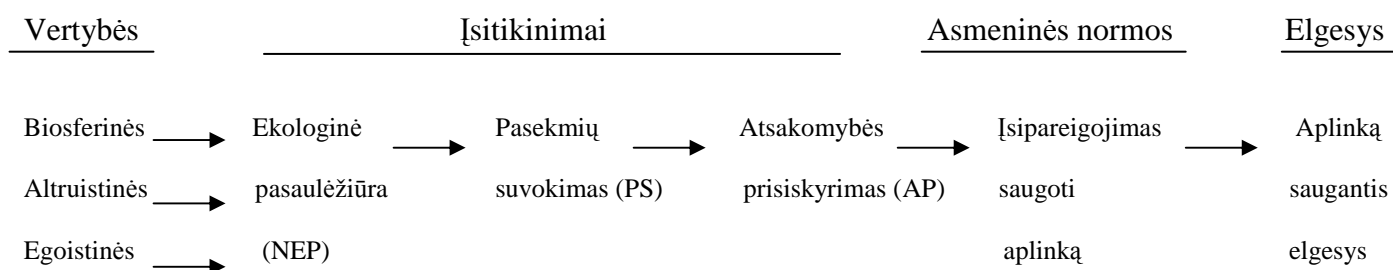 Vertybės Įsitikinimai Asmeninės normos Elgesys
Biosferinės Ekologinė Pasekmių Atsakomybės Įsipareigojimas Aplinką
Altruistinės pasaulėžiūra suvokimas (PS) prisiskyrimas (AP) saugoti saugantis
Egoistinės (NEP) aplinką elgesys